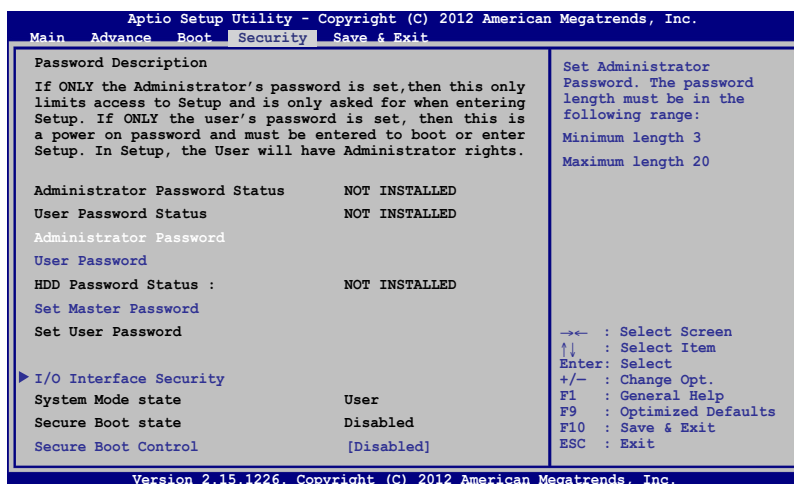 Aptio Setup Utility - Copyright (C) 2012 American Megatrends, Inc.
Main Advance Boot Security Save & Exit
Password Description
If ONLY the Administrator's password is set,then this only
limits access to Setup and is only asked for when entering
Setup. If ONLY the user's password is set, then this is
a power on password and must be entered to boot or enter
Setup. In Setup, the User will have Administrator rights.
Administrator Password Status NOT INSTALLED
User Password Status NOT INSTALLED
Administrator Password
User Password
HDD Password Status : NOT INSTALLED
Set Master Password
Set User Password
I/O Interface Security
System Mode state User
Secure Boot state Disabled
Secure Boot Control [Disabled]
Set Administrator
Password. The password
length must be in the
following range:
Minimum length 3
Maximum length 20
→← : Select Screen
↑↓ : Select Item
Enter: Select
+/— : Change Opt.
F1 : General Help
F9 : Optimized Defaults
F10 : Save & Exit
ESC : Exit
Version 2.15.1226. Copyright (C) 2012 American Megatrends, Inc.